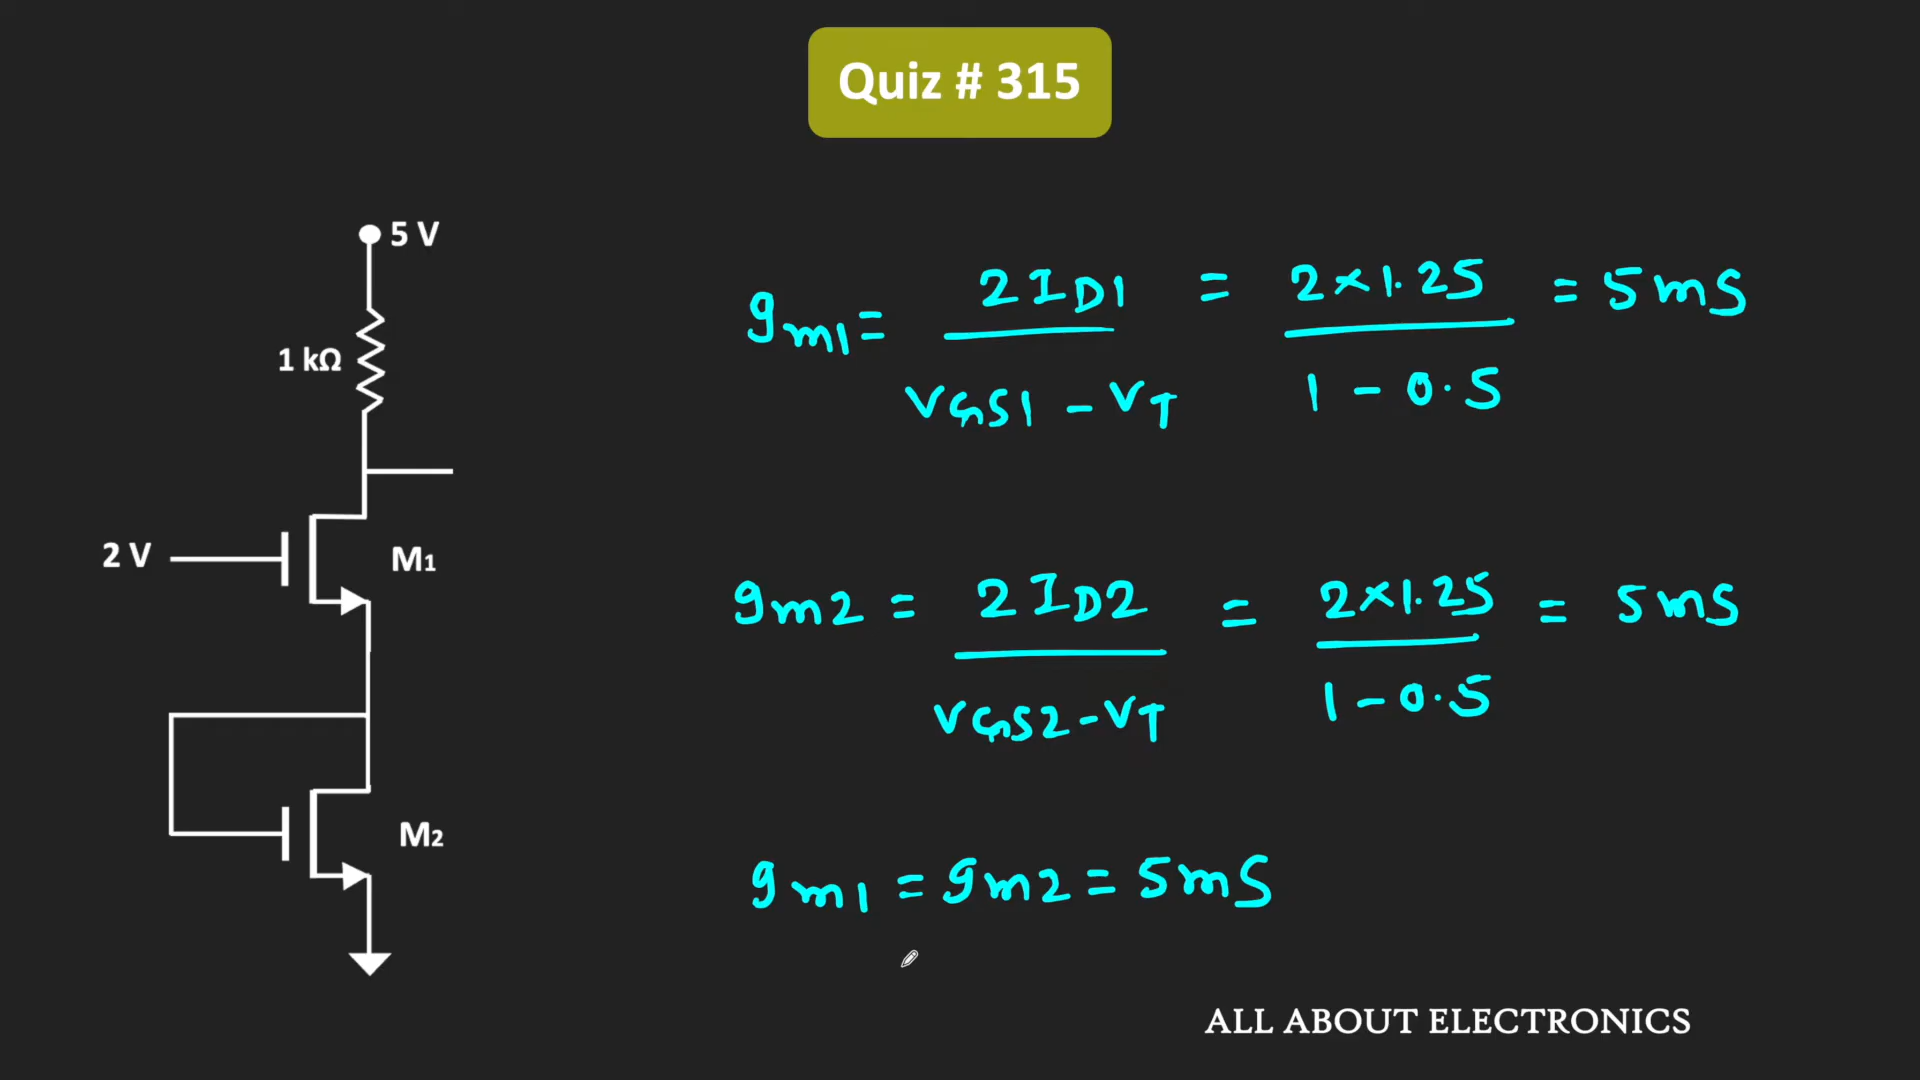 Quiz # 315
5 V
1 kΩ
2 V
M1
M2
gm1 = 2ID1 / VGS1 - VT = 2×1.25 / 1 - 0.5 = 5mS
gm2 = 2ID2 / VGS2 - VT = 2×1.25 / 1 - 0.5 = 5mS
gm1 = gm2 = 5mS
ALL ABOUT ELECTRONICS